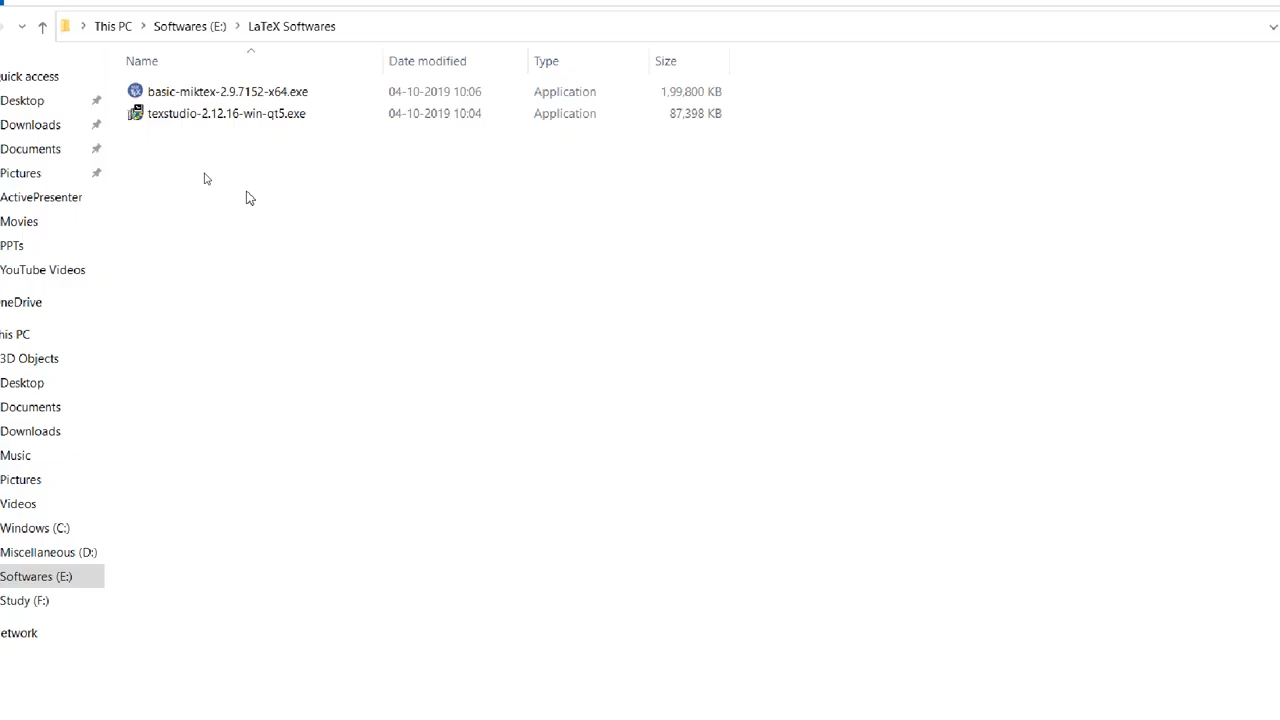 This PC > Softwares (E:) > LaTeX Softwares
Name Date modified Type Size
basic-miktex-2.9.7152-x64.exe 04-10-2019 10:06 Application 1,99,800 KB
texstudio-2.12.16-win-qt5.exe 04-10-2019 10:04 Application 87,398 KB
uick access
Desktop
Downloads
Documents
Pictures
ActivePresenter
Movies
PPTs
YouTube Videos
neDrive
his PC
3D Objects
Desktop
Documents
Downloads
Music
Pictures
Videos
Windows (C:)
Miscellaneous (D:)
Softwares (E:)
Study (F:)
etwork